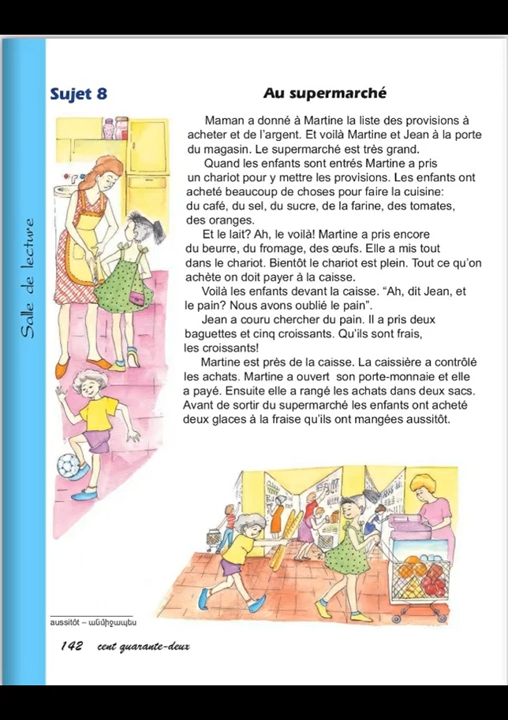 Sujet 8
Au supermarché
Maman a donné à Martine la liste des provisions à
acheter et de l'argent. Et voilà Martine et Jean à la porte
du magasin. Le supermarché est très grand.
Quand les enfants sont entrés Martine a pris
un chariot pour y mettre les provisions. Les enfants ont
acheté beaucoup de choses pour faire la cuisine:
du café, du sel, du sucre, de la farine, des tomates,
des oranges.
Et le lait? Ah, le voilà! Martine a pris encore
du beurre, du fromage, des œufs. Elle a mis tout
dans le chariot. Bientôt le chariot est plein. Tout ce qu'on
achète on doit payer à la caisse.
Voilà les enfants devant la caisse. “Ah, dit Jean, et
le pain? Nous avons oublié le pain”.
Jean a couru chercher du pain. Il a pris deux
baguettes et cinq croissants. Qu'ils sont frais,
les croissants!
Martine est près de la caisse. La caissière a contrôlé
les achats. Martine a ouvert son porte-monnaie et elle
a payé. Ensuite elle a rangé les achats dans deux sacs.
Avant de sortir du supermarché les enfants ont acheté
deux glaces à la fraise qu'ils ont mangées aussitôt.
Salle de lecture
aussitôt – անմիջապես
142 cent quarante-deux